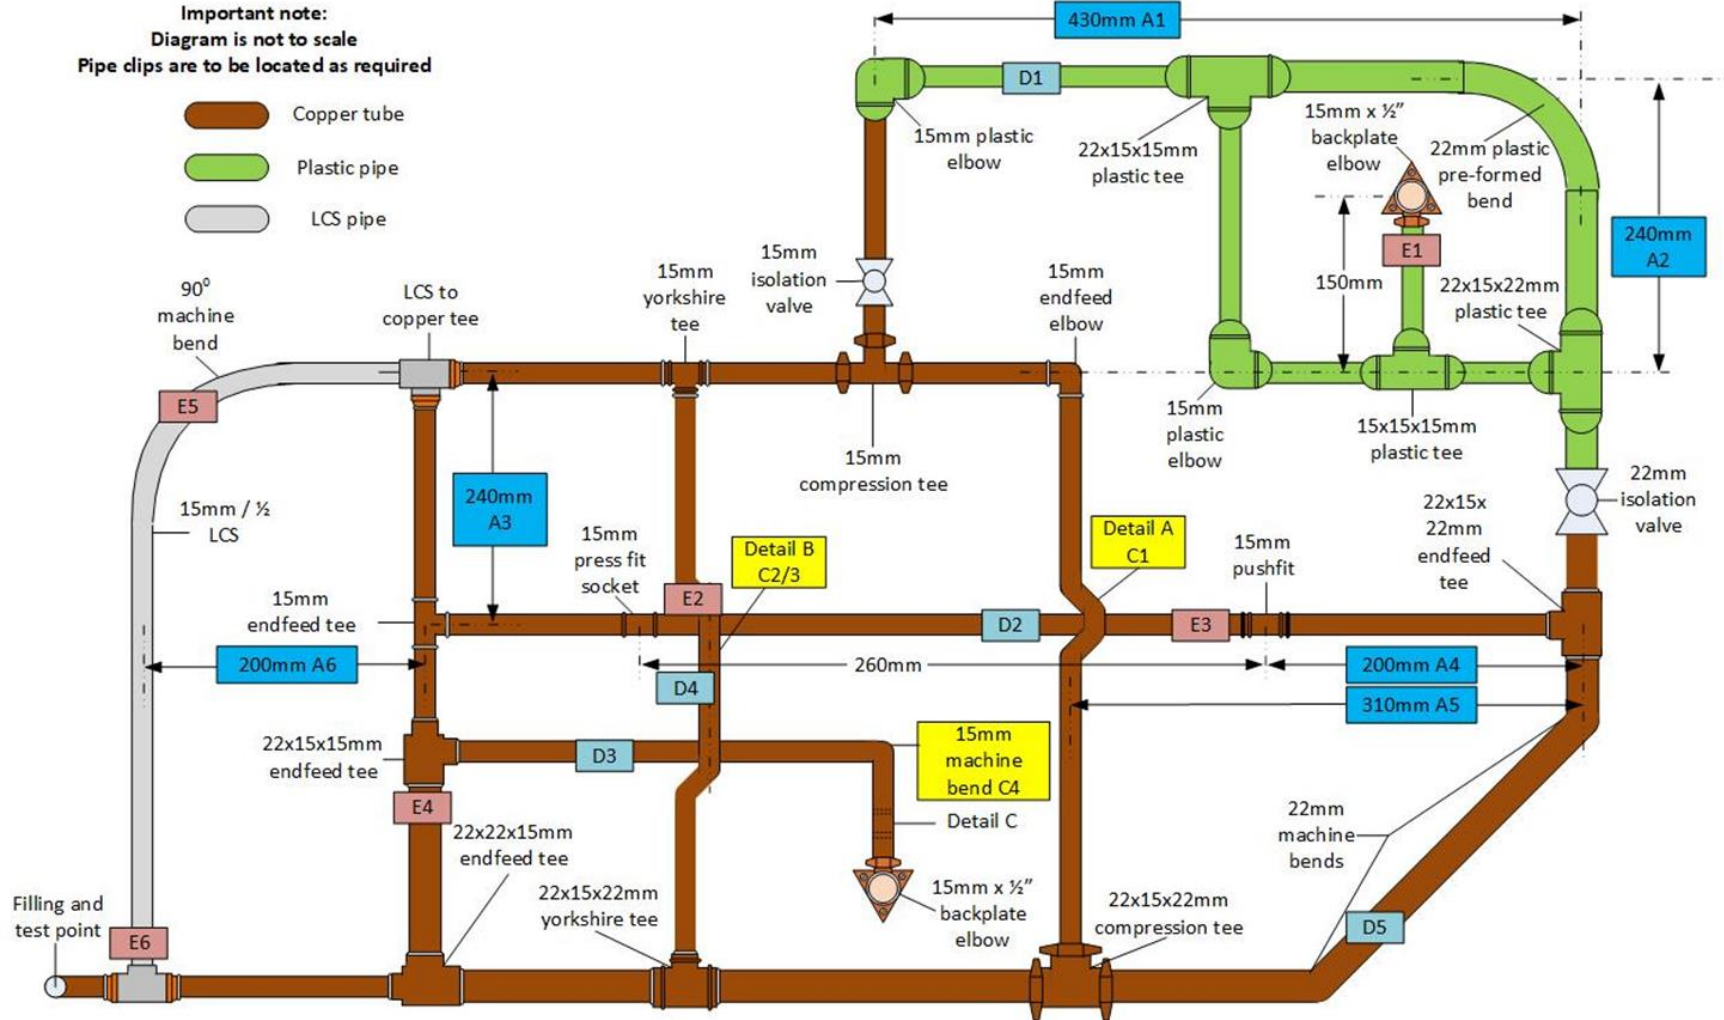 Important note:
Diagram is not to scale
Pipe clips are to be located as required
Copper tube
Plastic pipe
LCS pipe
430mm A1
D1
15mm plastic
elbow
22x15x15mm
plastic tee
15mm x ½”
backplate
elbow
22mm plastic
pre-formed
bend
240mm
A2
E1
150mm
22x15x22mm
plastic tee
15mm
isolation
valve
15mm
endfeed
elbow
15mm
yorkshire
tee
LCS to
copper tee
90⁰
machine
bend
E5
15mm
compression tee
15mm
plastic
elbow
15x15x15mm
plastic tee
22mm
isolation
valve
15mm / ½
LCS
240mm
A3
15mm
press fit
socket
Detail B
C2/3
Detail A
C1
15mm
pushfit
22x15x
22mm
endfeed
tee
15mm
endfeed tee
E2
D2
E3
200mm A6
260mm
200mm A4
D4
310mm A5
22x15x15mm
endfeed tee
D3
15mm
machine
bend C4
E4
Detail C
22mm
machine
bends
22x22x15mm
endfeed tee
22x15x22mm
yorkshire tee
15mm x ½”
backplate
elbow
22x15x22mm
compression tee
D5
Filling and
test point
E6